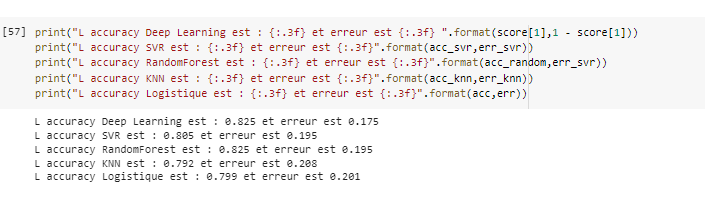 [57] print("L accuracy Deep Learning est : {:.3f} et erreur est {:.3f} ".format(score[1],1 - score[1]))
print("L accuracy SVR est : {:.3f} et erreur est {:.3f}".format(acc_svr,err_svr))
print("L accuracy RandomForest est : {:.3f} et erreur est {:.3f}".format(acc_random,err_svr))
print("L accuracy KNN est : {:.3f} et erreur est {:.3f}".format(acc_knn,err_knn))
print("L accuracy Logistique est : {:.3f} et erreur est {:.3f}".format(acc,err))
L accuracy Deep Learning est : 0.825 et erreur est 0.175
L accuracy SVR est : 0.805 et erreur est 0.195
L accuracy RandomForest est : 0.825 et erreur est 0.195
L accuracy KNN est : 0.792 et erreur est 0.208
L accuracy Logistique est : 0.799 et erreur est 0.201